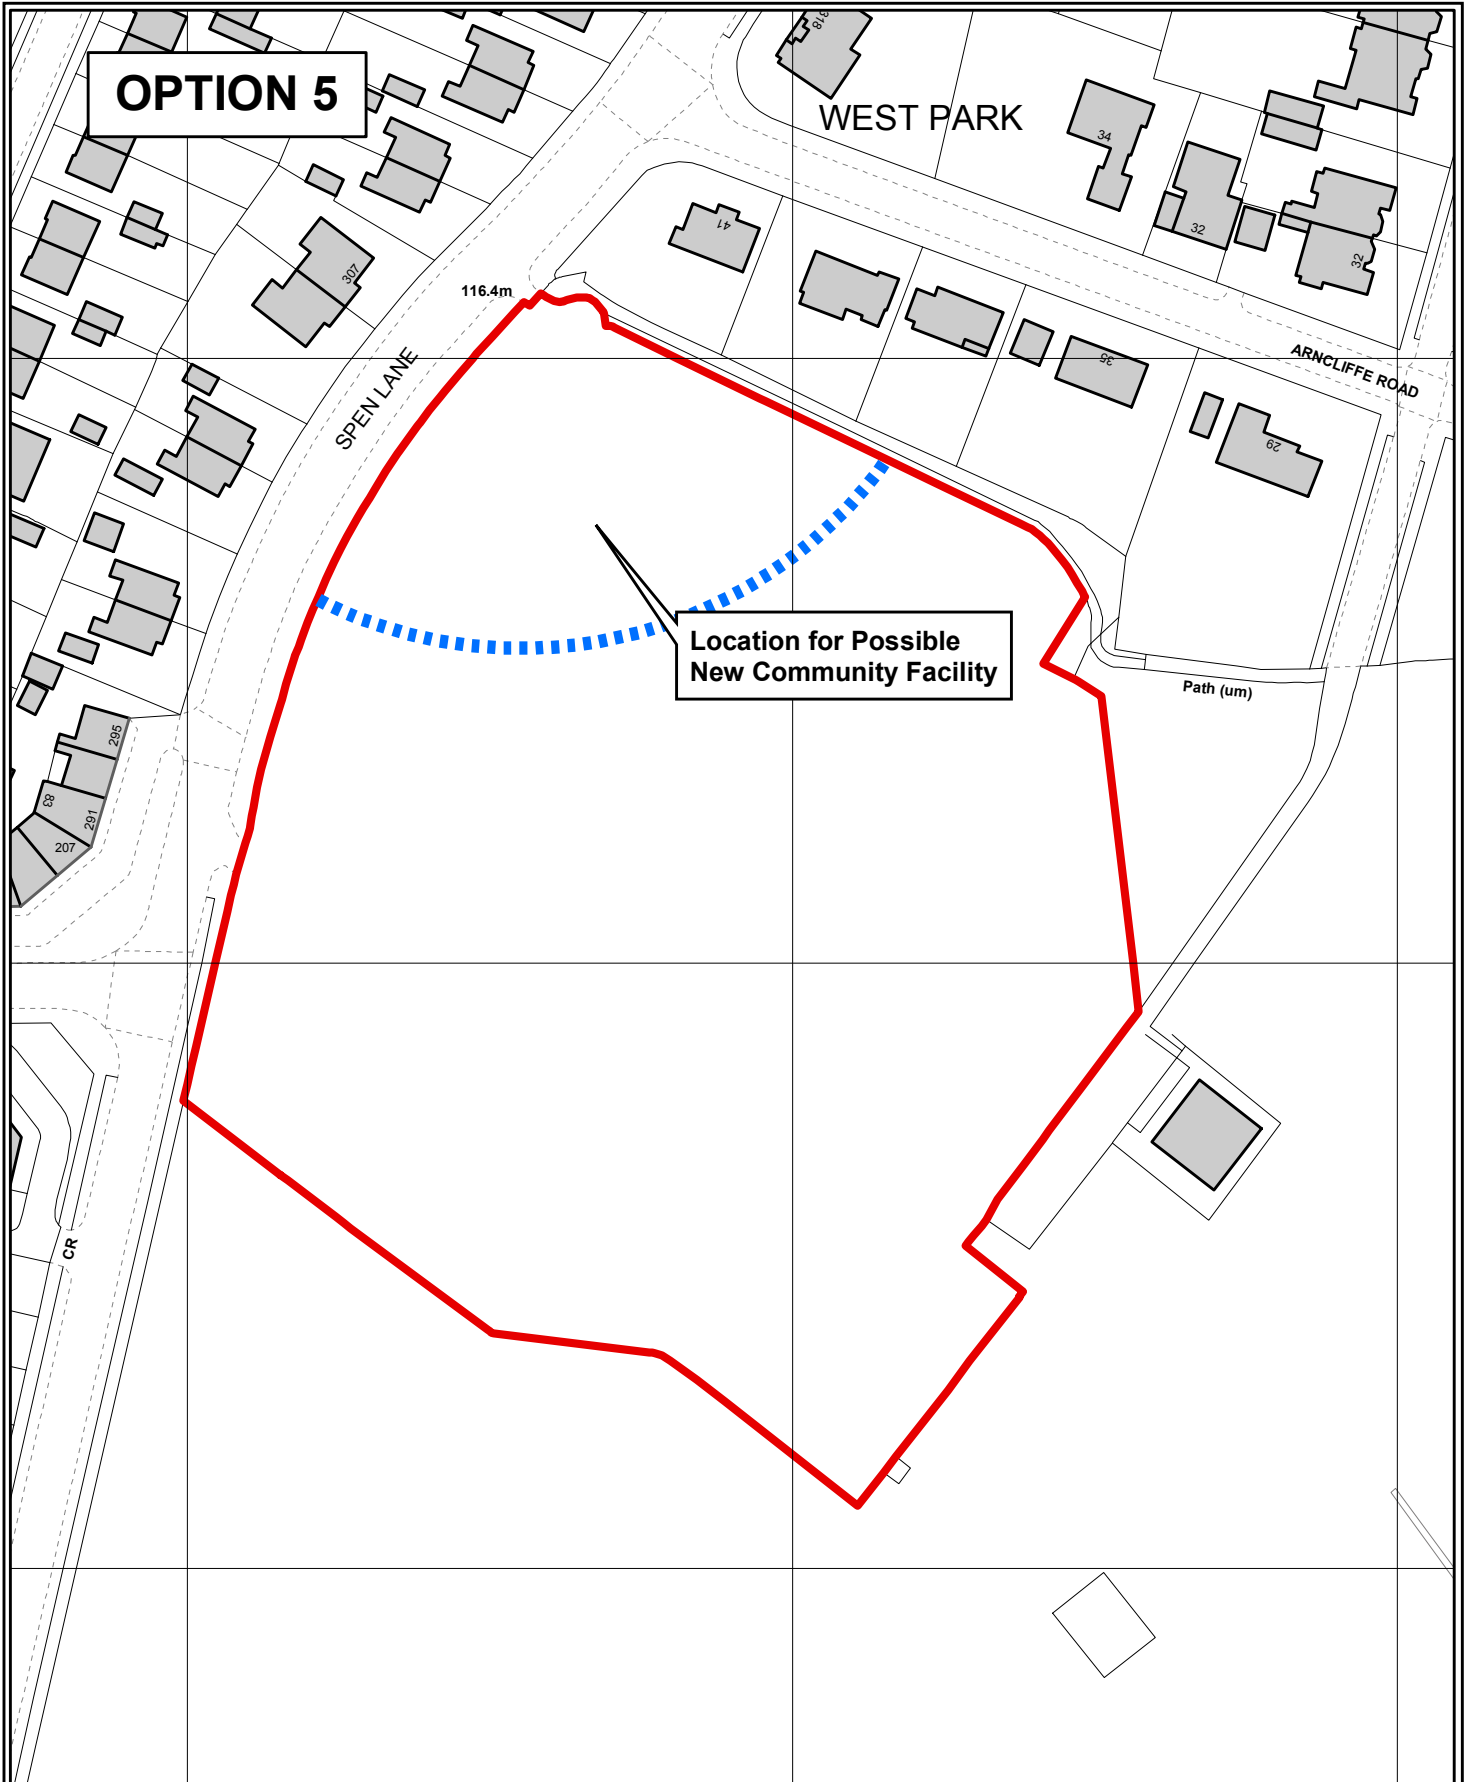 OPTION 5
318
WEST PARK
34
32
32
41
307
116.4m
SPEN LANE
35
ARNCLIFFE ROAD
29
Location for Possible
New Community Facility
Path (um)
295
83
291
207
CR